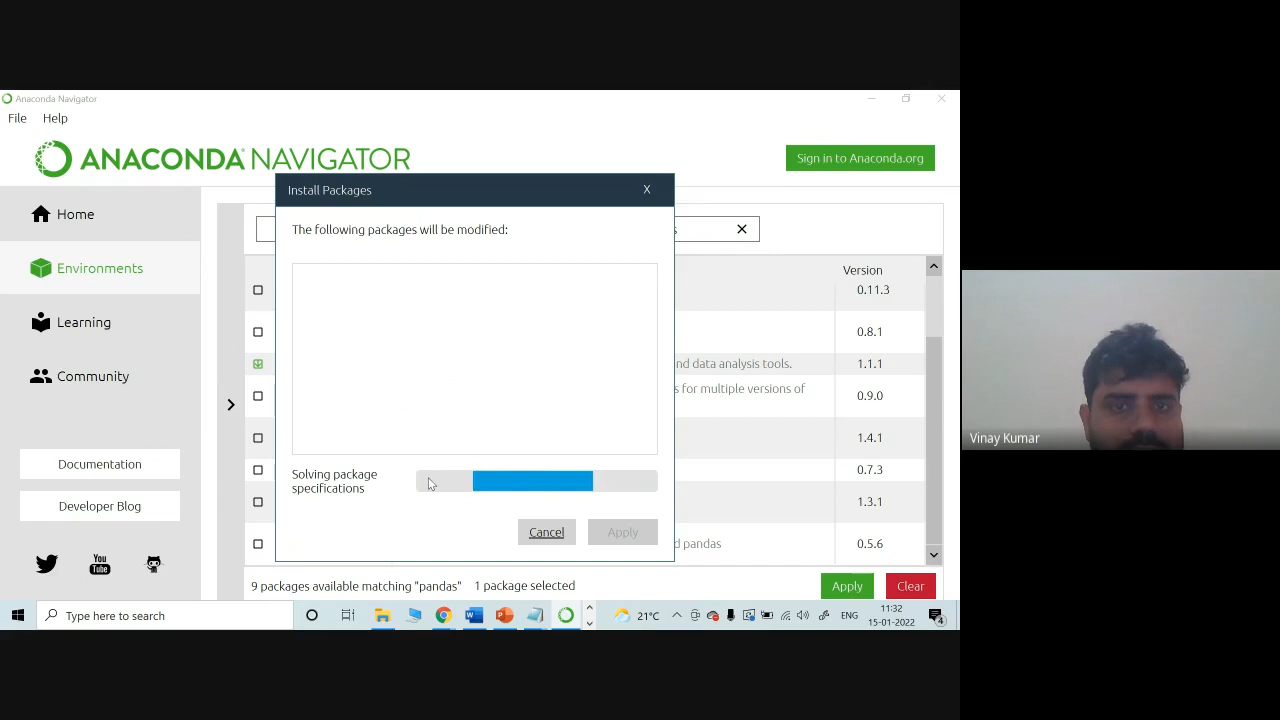 Anaconda Navigator
File Help
ANACONDA NAVIGATOR
Sign in to Anaconda.org
Home
Environments
Learning
Community
Documentation
Developer Blog
You
Tube
Install Packages X
The following packages will be modified:
Solving package
specifications
Cancel Apply
Version
0.11.3
0.8.1
nd data analysis tools. 1.1.1
s for multiple versions of
0.9.0
1.4.1
0.7.3
1.3.1
d pandas 0.5.6
9 packages available matching "pandas" 1 package selected
Apply Clear
Type here to search
21°C
ENG
11:32
15-01-2022
4
Vinay Kumar